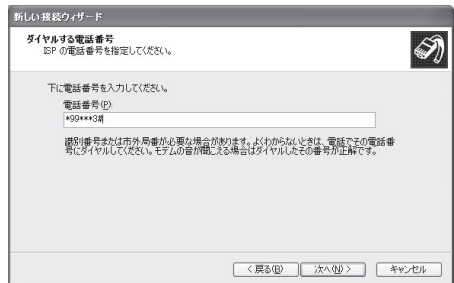 新しい接続ウィザード
ダイヤルする電話番号
ISP の電話番号を指定してください。
下に電話番号を入力してください。
電話番号(P):
*99***3#
識別番号または市外局番が必要な場合があります。よくわからないときは、電話でその電話番
号にダイヤルしてください。モデムの音が聞こえる場合はダイヤルしたその番号が正解です。
< 戻る(B) 次へ(N) > キャンセル